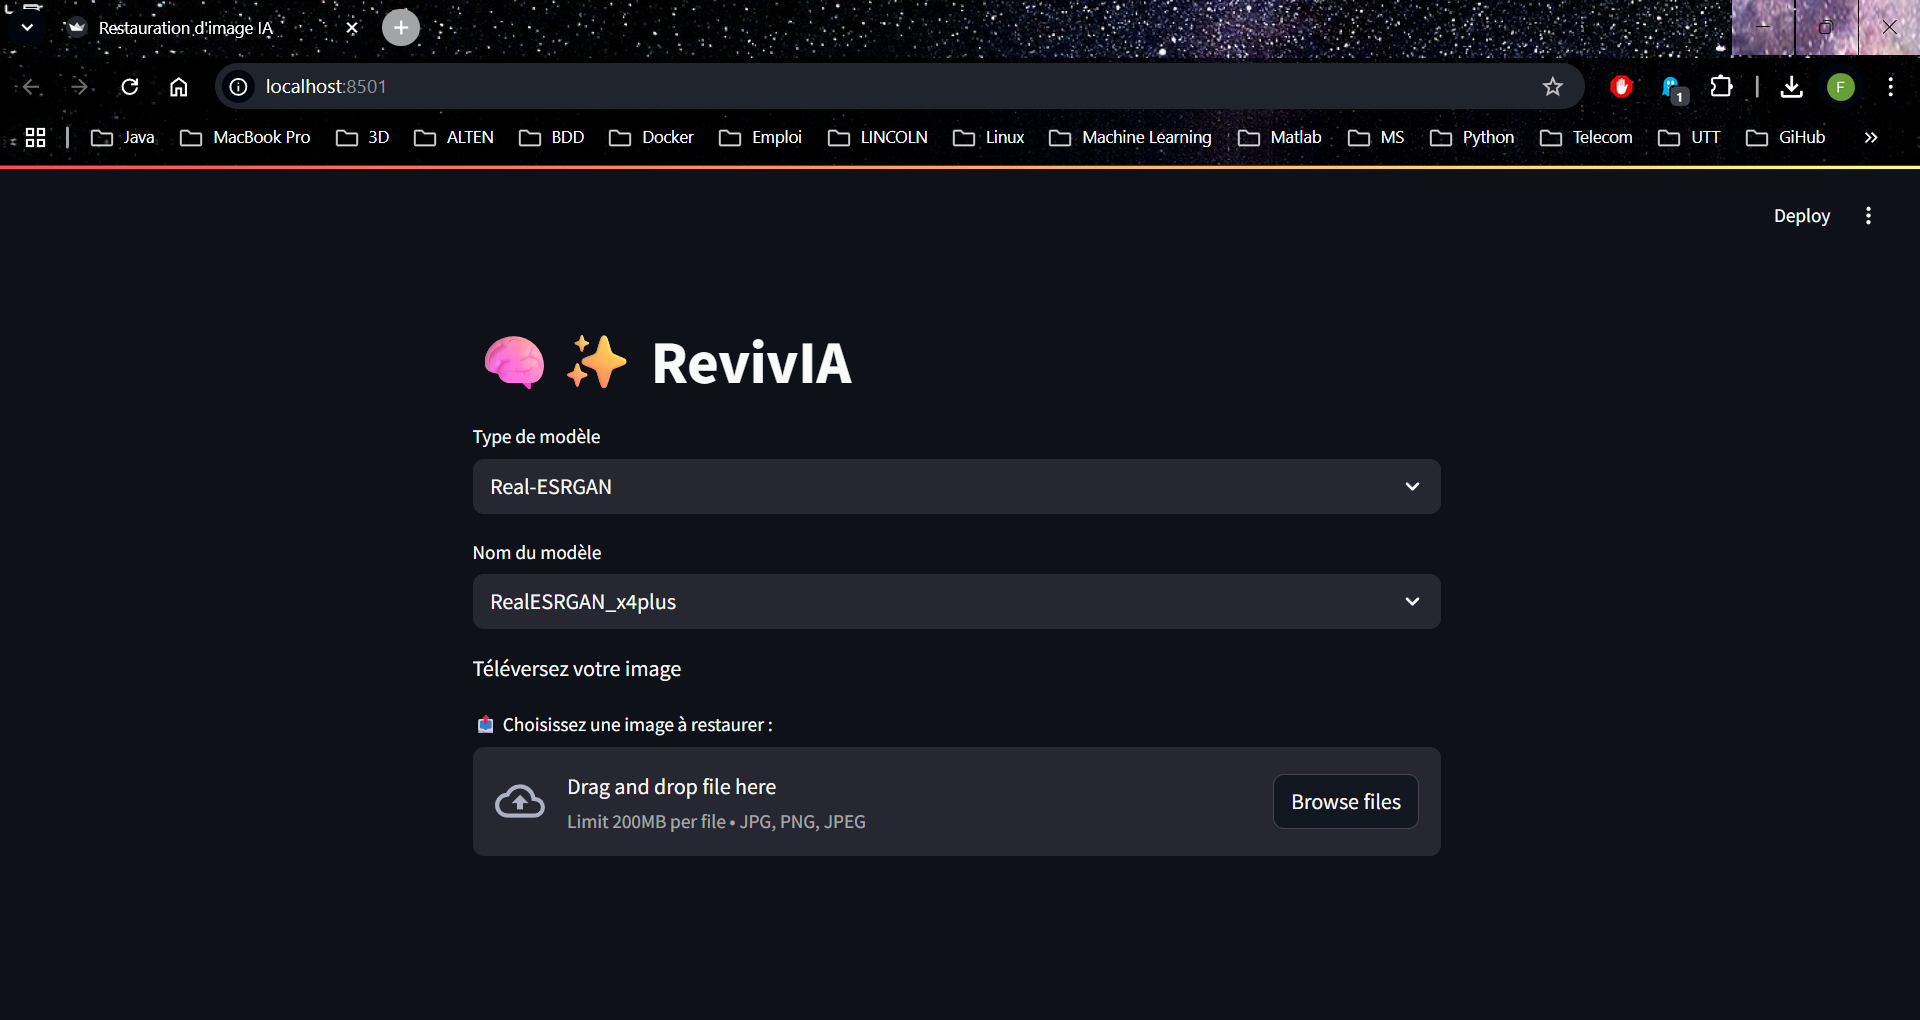 Restauration d'image IA
localhost:8501
1
F
Java MacBook Pro 3D ALTEN BDD Docker Emploi LINCOLN Linux Machine Learning Matlab MS Python Telecom UTT GiHub
Deploy
RevivIA
Type de modèle
Real-ESRGAN
Nom du modèle
RealESRGAN_x4plus
Téléversez votre image
Choisissez une image à restaurer :
Drag and drop file here
Limit 200MB per file • JPG, PNG, JPEG
Browse files